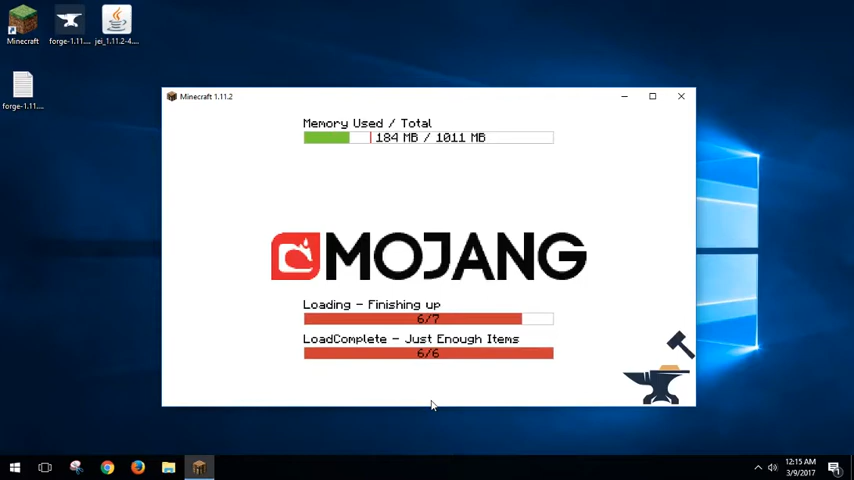 Minecraft
forge-1.11....
jei_1.11.2-4....
forge-1.11....
Minecraft 1.11.2
Memory Used / Total
184 MB / 1011 MB
MOJANG
Loading - Finishing up
6/7
LoadComplete - Just Enough Items
6/6
12:15 AM
3/9/2017
1